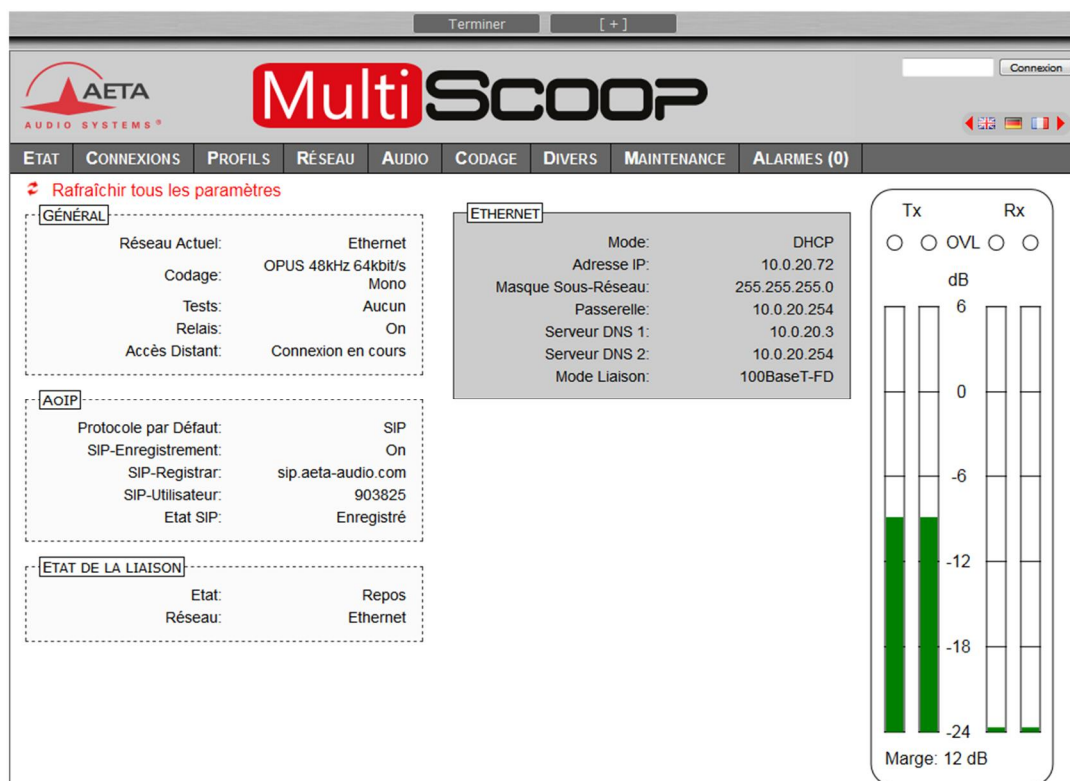 Terminer
[ + ]
AETA
AUDIO SYSTEMS®
MultiScoop
Connexion
ETAT CONNEXIONS PROFILS RÉSEAU AUDIO CODAGE DIVERS MAINTENANCE ALARMES (0)
Rafraîchir tous les paramètres
GÉNÉRAL
Réseau Actuel: Ethernet
Codage: OPUS 48kHz 64kbit/s
Mono
Tests: Aucun
Relais: On
Accès Distant: Connexion en cours
AOIP
Protocole par Défaut: SIP
SIP-Enregistrement: On
SIP-Registrar: sip.aeta-audio.com
SIP-Utilisateur: 903825
Etat SIP: Enregistré
ETAT DE LA LIAISON
Etat: Repos
Réseau: Ethernet
ETHERNET
Mode: DHCP
Adresse IP: 10.0.20.72
Masque Sous-Réseau: 255.255.255.0
Passerelle: 10.0.20.254
Serveur DNS 1: 10.0.20.3
Serveur DNS 2: 10.0.20.254
Mode Liaison: 100BaseT-FD
Tx Rx
OVL
dB
6
0
-6
-12
-18
-24
Marge: 12 dB